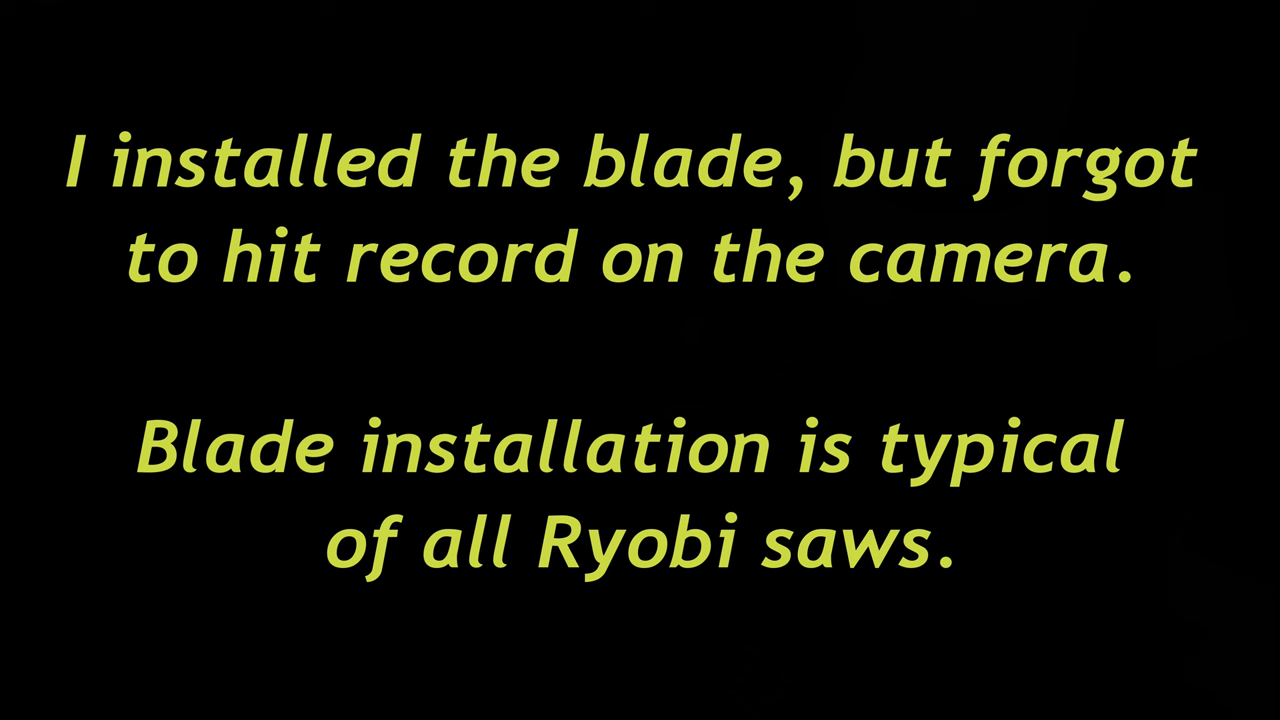 I installed the blade, but forgot
to hit record on the camera.
Blade installation is typical
of all Ryobi saws.